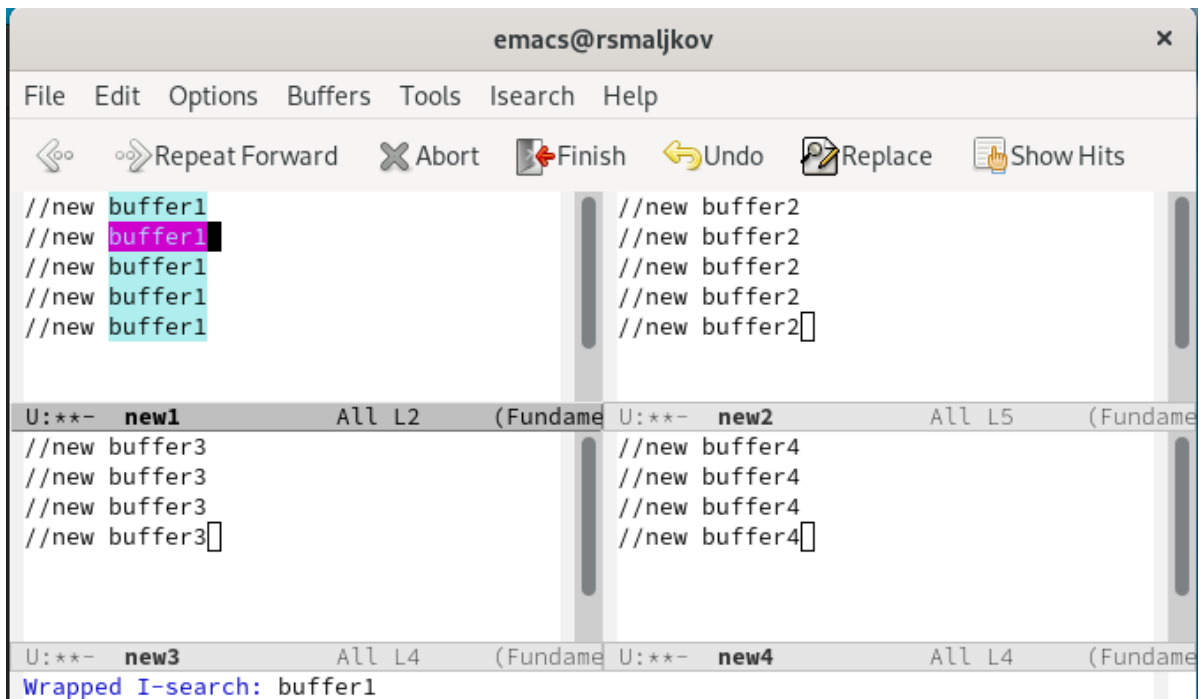 emacs@rsmaljkov ×
File Edit Options Buffers Tools Isearch Help
Repeat Forward Abort Finish Undo Replace Show Hits
//new buffer1
//new buffer1
//new buffer1
//new buffer1
//new buffer1
U:**- new1 All L2 (Fundame
//new buffer2
//new buffer2
//new buffer2
//new buffer2
//new buffer2
U:**- new2 All L5 (Fundame
//new buffer3
//new buffer3
//new buffer3
//new buffer3
U:**- new3 All L4 (Fundame
//new buffer4
//new buffer4
//new buffer4
//new buffer4
U:**- new4 All L4 (Fundame
Wrapped I-search: buffer1